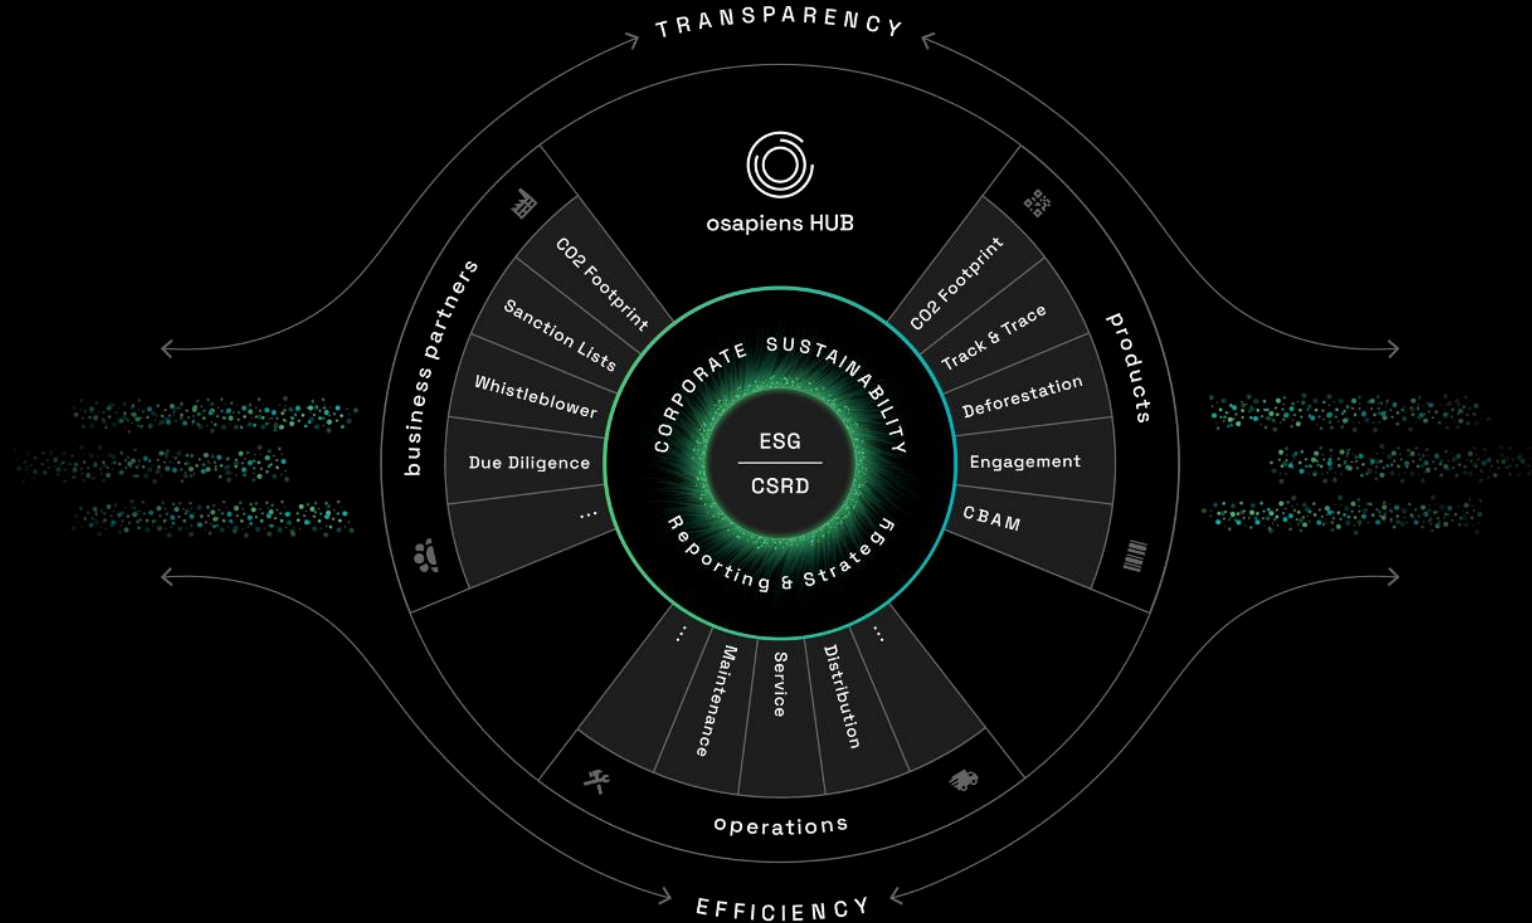 TRANSPARENCY
osapiens HUB
business partners
CO2 Footprint
Sanction Lists
Whistleblower
Due Diligence
...
CORPORATE SUSTAINABILITY
ESG
CSRD
Reporting & Strategy
products
CO2 Footprint
Track & Trace
Deforestation
Engagement
CBAM
...
Maintenance
Service
Distribution
...
operations
EFFICIENCY